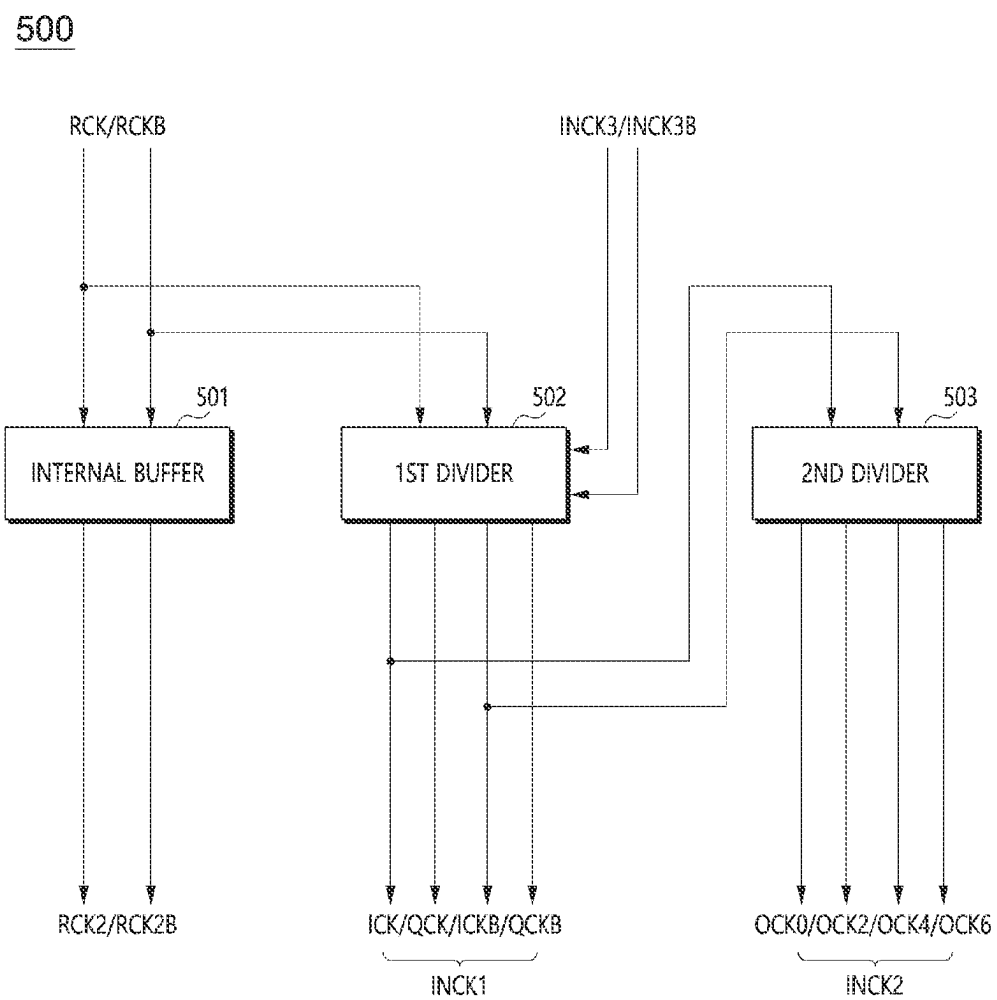 500
RCK/RCKB
INCK3/INCK3B
501
502
503
INTERNAL BUFFER
1ST DIVIDER
2ND DIVIDER
RCK2/RCK2B
ICK/QCK/ICKB/QCKB
OCK0/OCK2/OCK4/OCK6
INCK1
INCK2